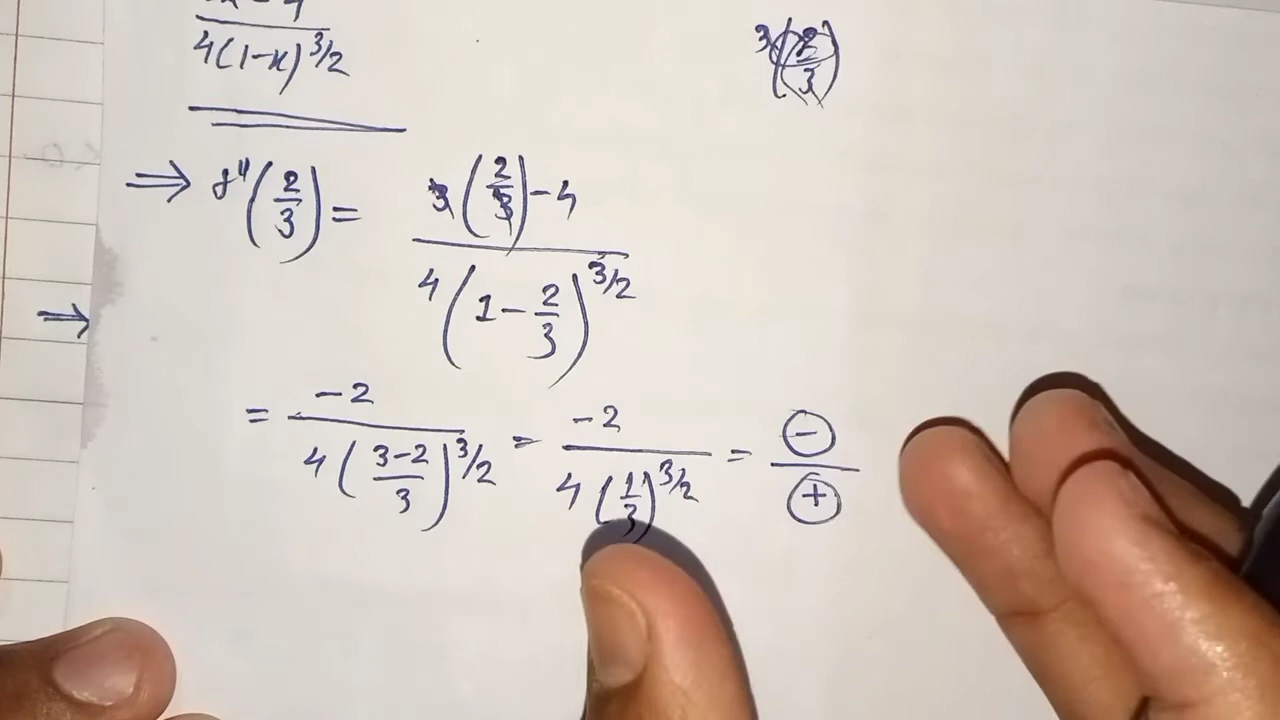 4(1-x)^3/2
3(2/3)
⇒ f''(2/3) = 3(2/3) - 4 / 4(1 - 2/3)^3/2
⇒
= -2 / 4(3-2/3)^3/2 = -2 / 4(1/3)^3/2 = - / +